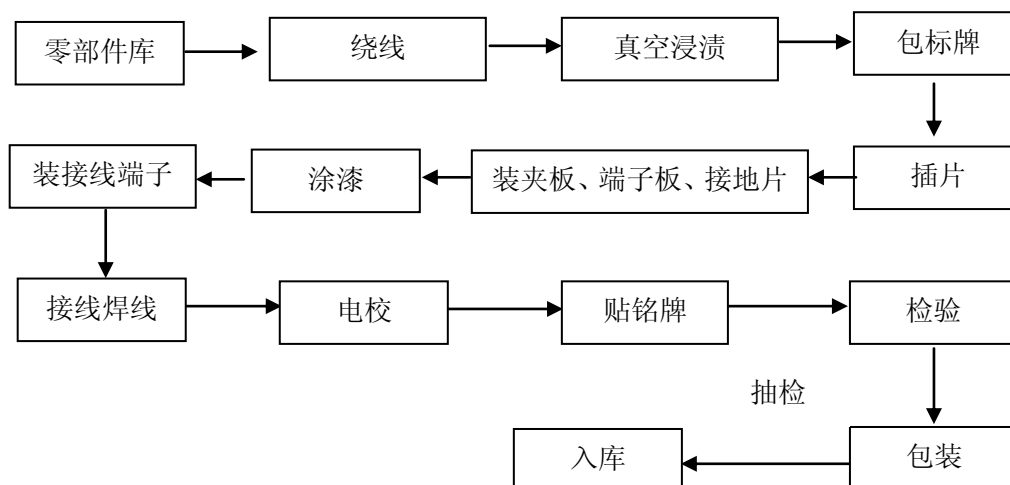 零部件库
绕线
真空浸渍
包标牌
装接线端子
涂漆
装夹板、端子板、接地片
插片
接线焊线
电校
贴铭牌
检验
抽检
入库
包装